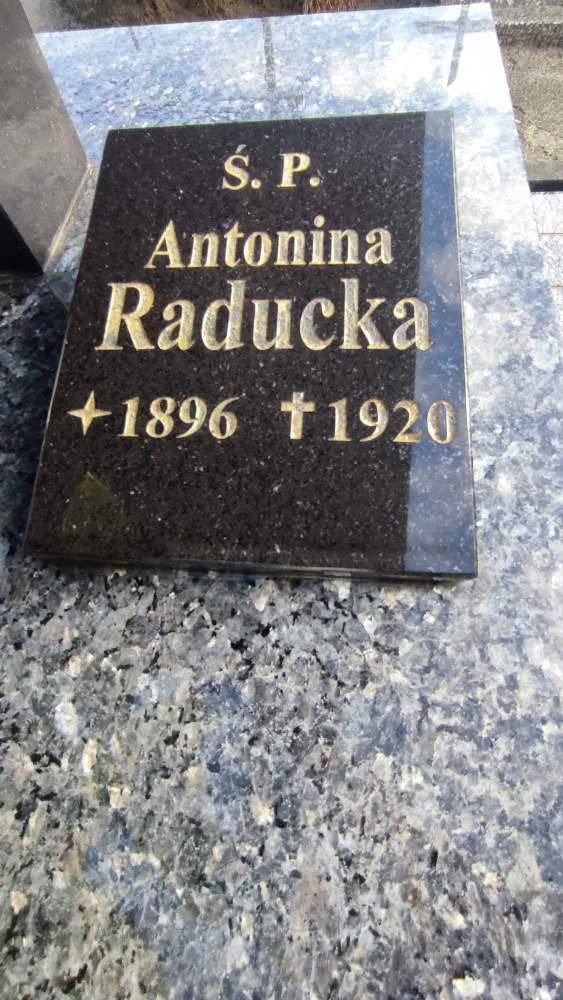 Ś. P.
Antonina
Raducka
1896 1920